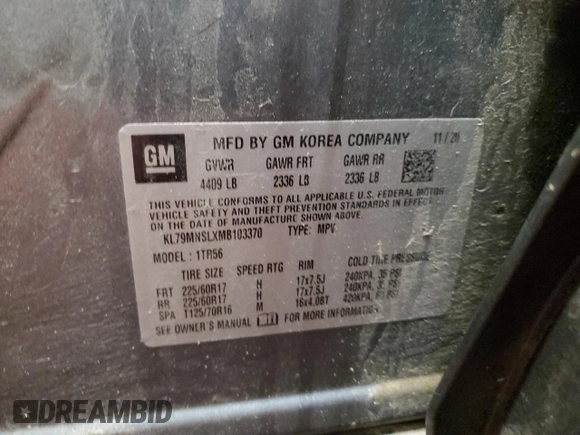 GM
MFD BY GM KOREA COMPANY 11 / 20
GVWR GAWR FRT GAWR RR
4409 LB 2336 LB 2336 LB
THIS VEHICLE CONFORMS TO ALL APPLICABLE U.S. FEDERAL MOTOR
VEHICLE SAFETY AND THEFT PREVENTION STANDARDS IN EFFECT
ON THE DATE OF MANUFACTURE SHOWN ABOVE.
KL79MNSLXMB103370 TYPE: MPV
MODEL : 1TR56
TIRE SIZE SPEED RTG RIM COLD TIRE PRESSURE
FRT 225/60R17 H 17x7.5J 240KPA, 35 PSI
RR 225/60R17 H 17x7.5J 240KPA, PSI
SPA T125/70R16 M 16x4.0BT 420KPA, PSI
SEE OWNER'S MANUAL FOR MORE INFORMATION
DREAMBID